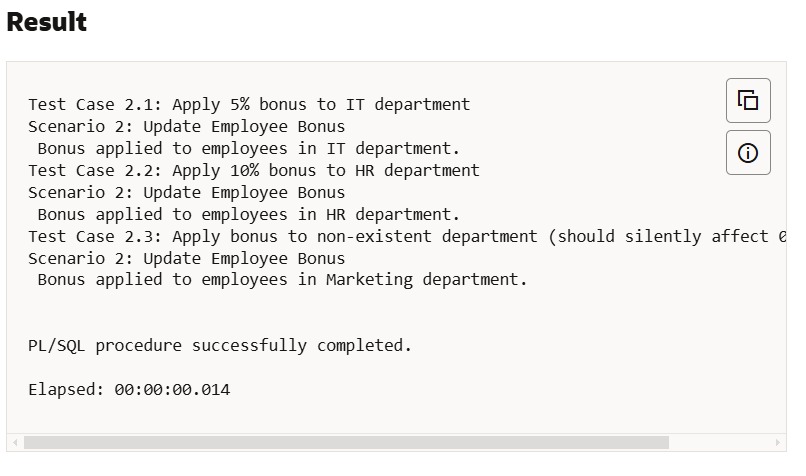 Result
Test Case 2.1: Apply 5% bonus to IT department
Scenario 2: Update Employee Bonus
 Bonus applied to employees in IT department.
Test Case 2.2: Apply 10% bonus to HR department
Scenario 2: Update Employee Bonus
 Bonus applied to employees in HR department.
Test Case 2.3: Apply bonus to non-existent department (should silently affect 0
Scenario 2: Update Employee Bonus
 Bonus applied to employees in Marketing department.
PL/SQL procedure successfully completed.
Elapsed: 00:00:00.014